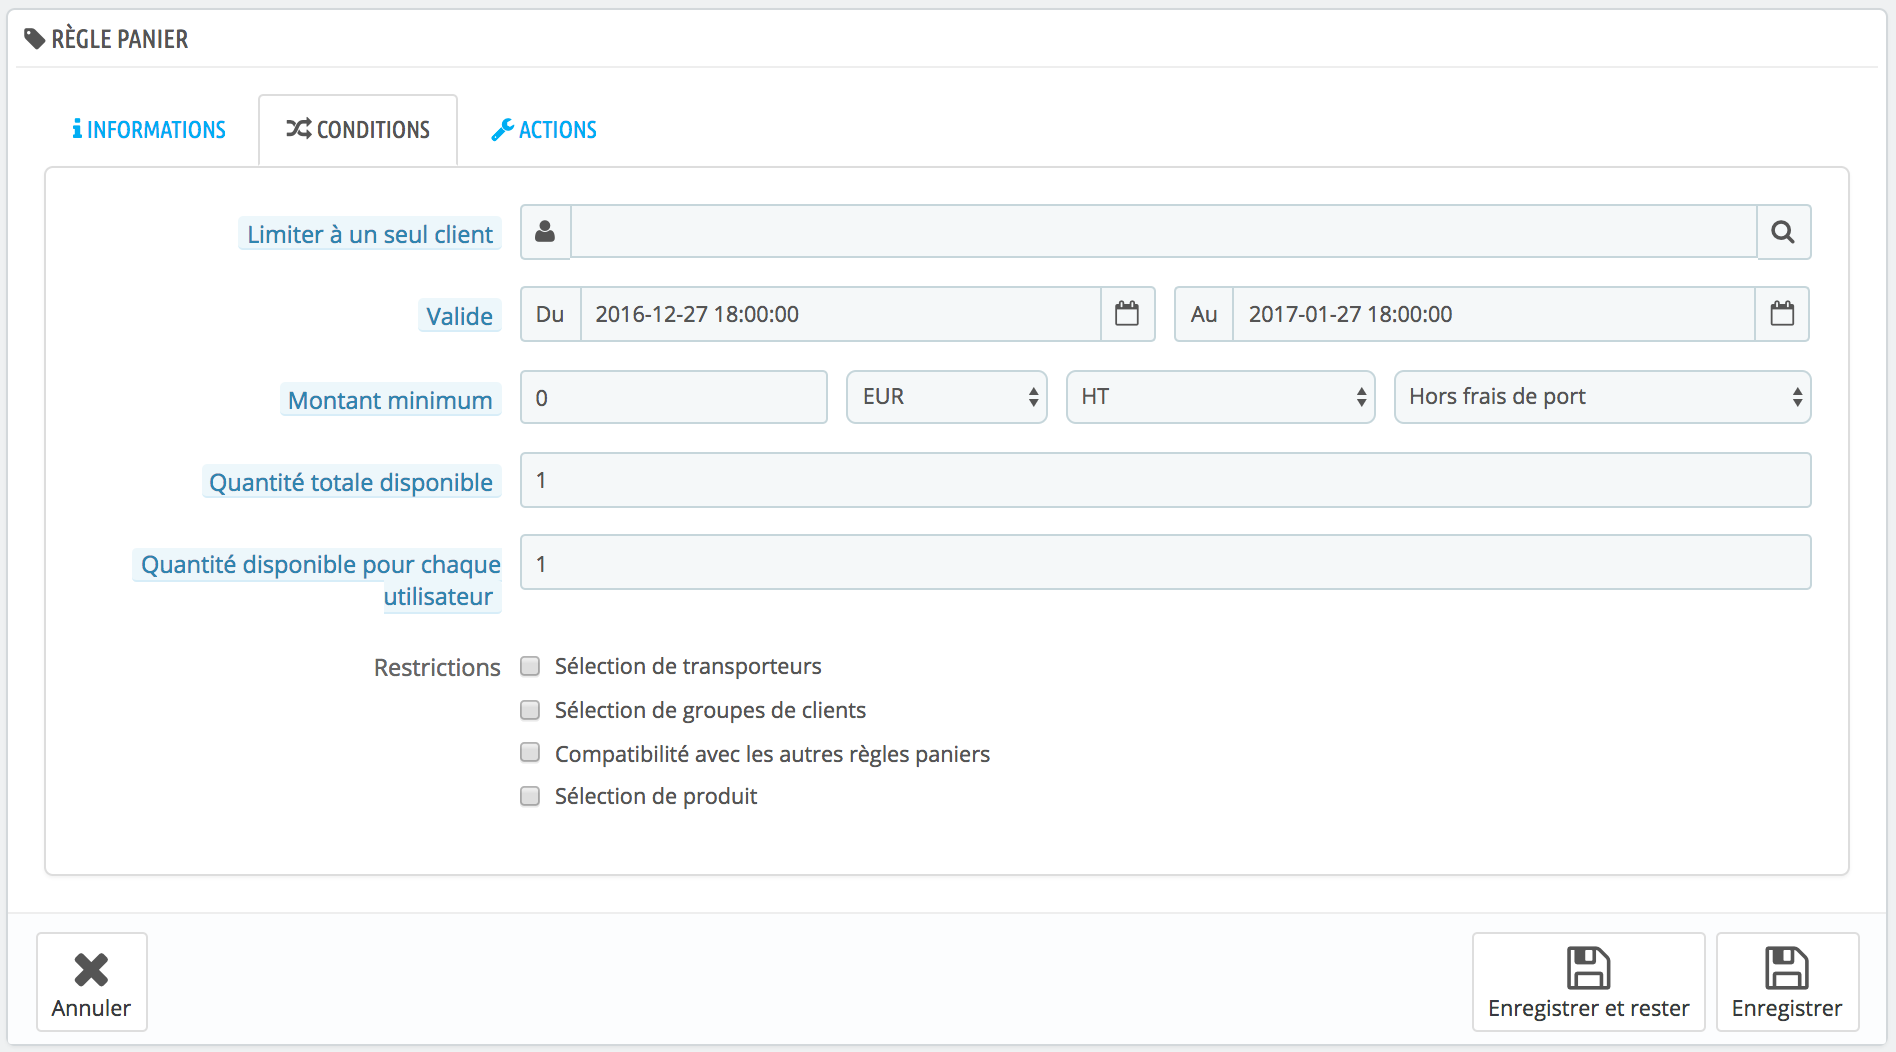 RÈGLE PANIER
INFORMATIONS CONDITIONS ACTIONS
Limiter à un seul client
Valide Du 2016-12-27 18:00:00 Au 2017-01-27 18:00:00
Montant minimum 0 EUR HT Hors frais de port
Quantité totale disponible 1
Quantité disponible pour chaque
utilisateur 1
Restrictions Sélection de transporteurs
Sélection de groupes de clients
Compatibilité avec les autres règles paniers
Sélection de produit
Annuler Enregistrer et rester Enregistrer